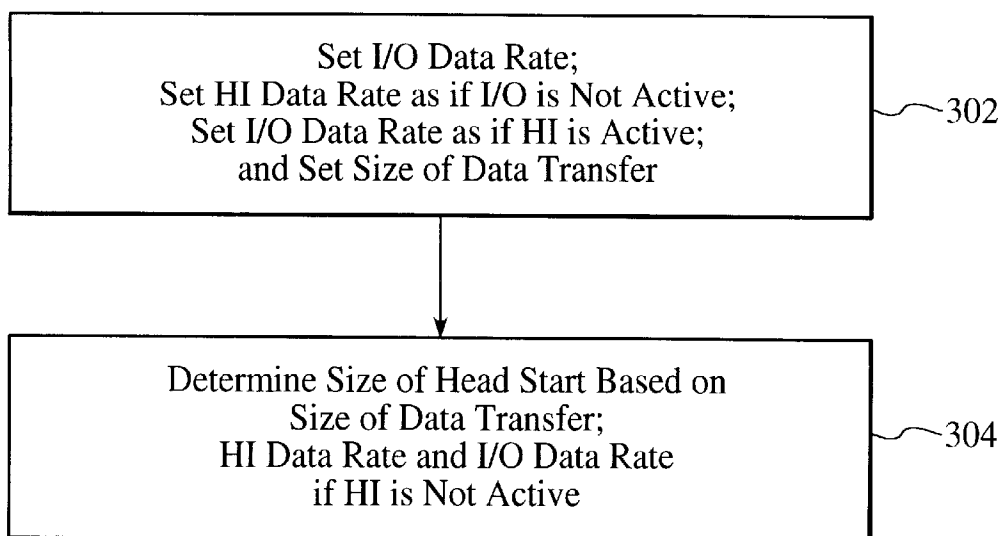 Set I/O Data Rate;
Set HI Data Rate as if I/O is Not Active;
Set I/O Data Rate as if HI is Active;
and Set Size of Data Transfer
302
Determine Size of Head Start Based on
Size of Data Transfer;
HI Data Rate and I/O Data Rate
if HI is Not Active
304